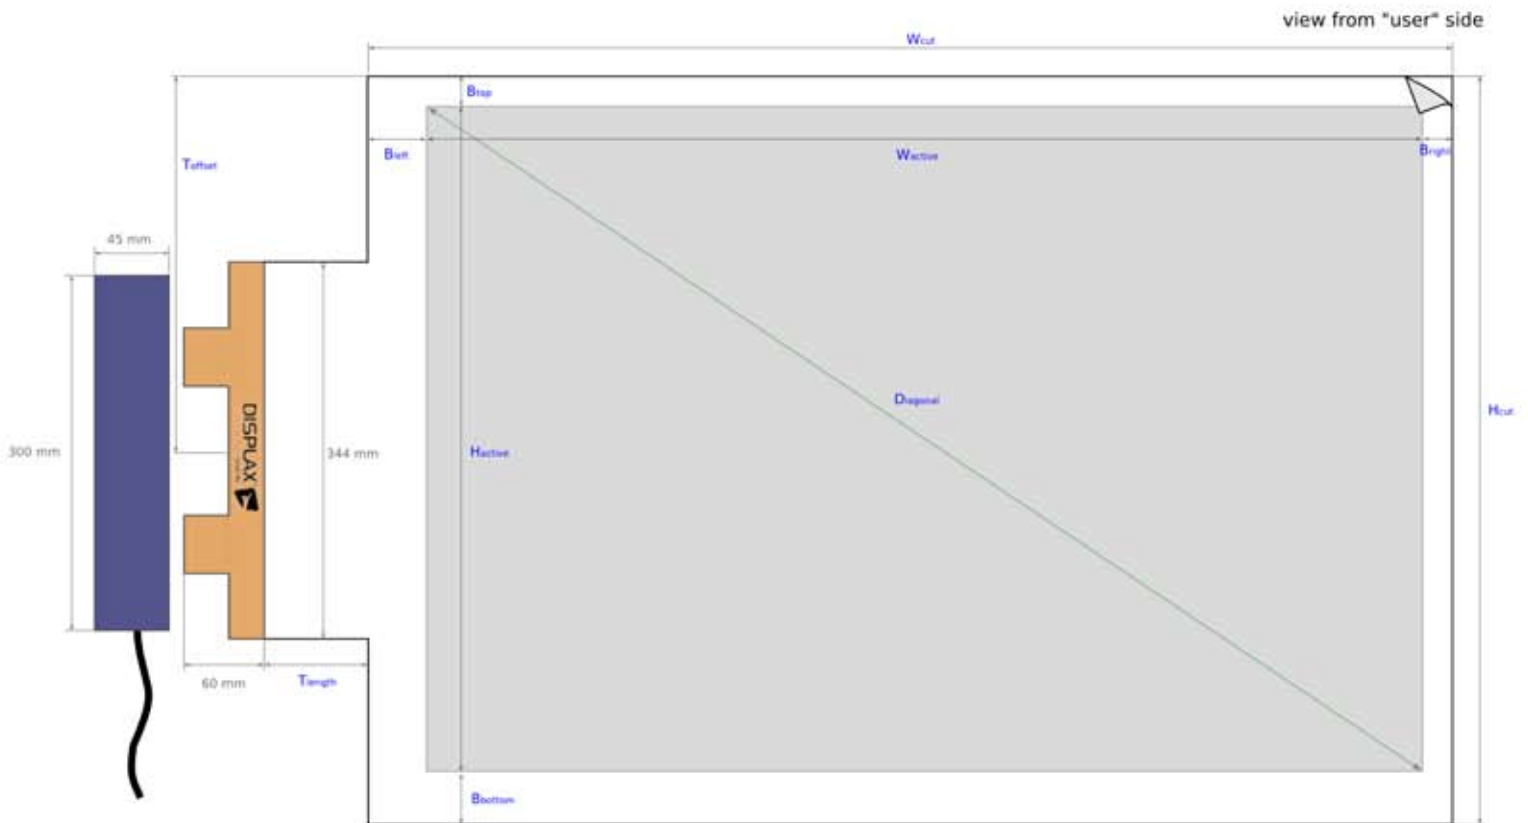 view from "user" side
Wcut
Btop
Bleft
Wactive
Bright
Toffset
45 mm
Diagonal
Hcut
300 mm
DISPLAX
344 mm
Hactive
60 mm
Tlength
Bbottom